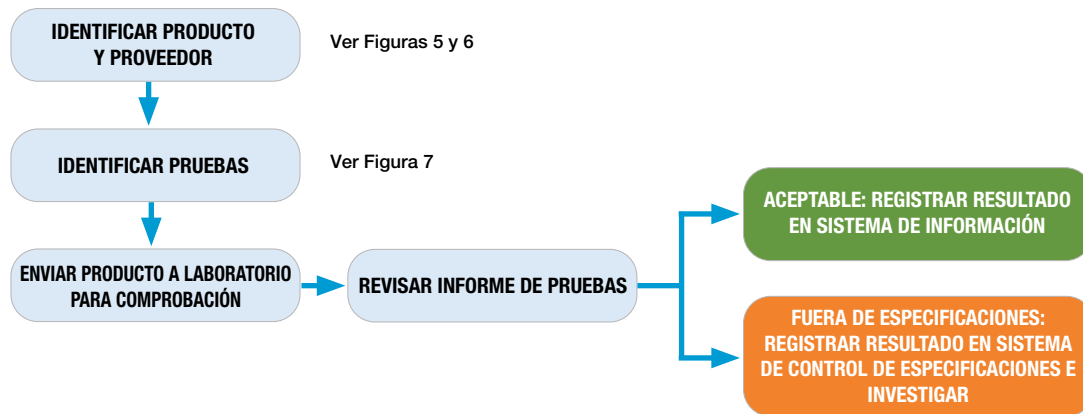 IDENTIFICAR PRODUCTO
Y PROVEEDOR
Ver Figuras 5 y 6
IDENTIFICAR PRUEBAS
Ver Figura 7
ENVIAR PRODUCTO A LABORATORIO
PARA COMPROBACIÓN
REVISAR INFORME DE PRUEBAS
ACEPTABLE: REGISTRAR RESULTADO
EN SISTEMA DE INFORMACIÓN
FUERA DE ESPECIFICACIONES:
REGISTRAR RESULTADO EN SISTEMA
DE CONTROL DE ESPECIFICACIONES E
INVESTIGAR